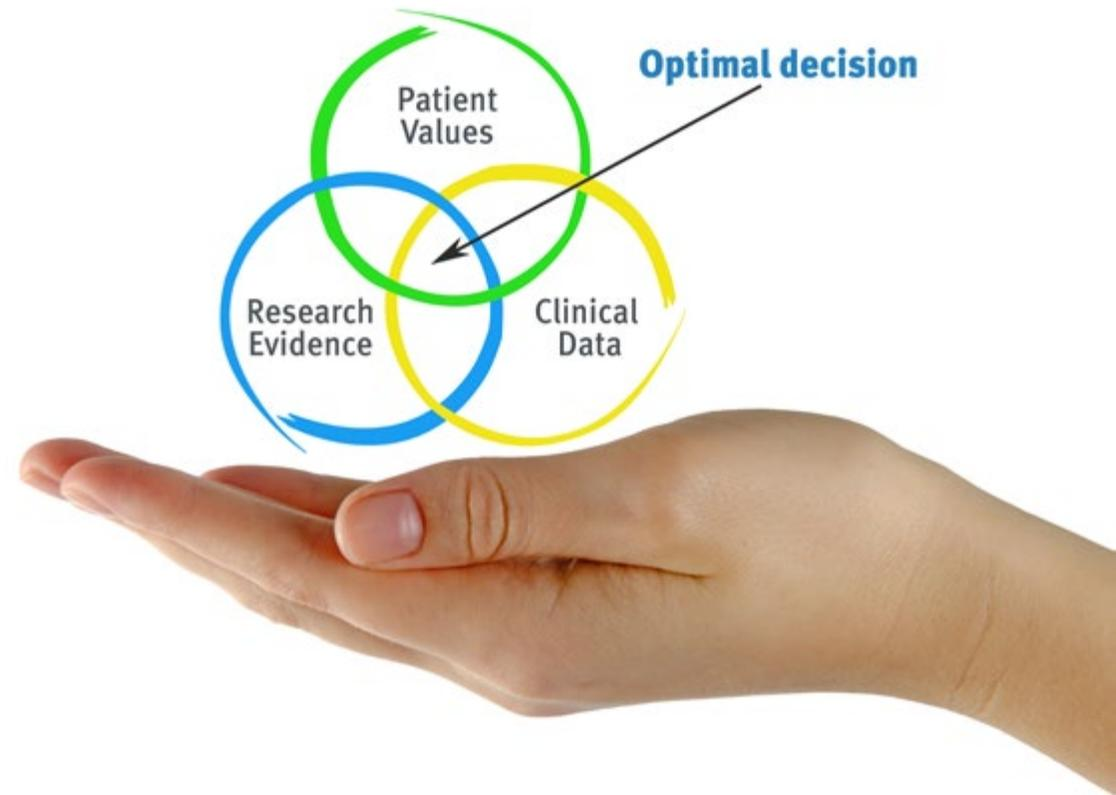 Optimal decision
Patient
Values
Research
Evidence
Clinical
Data